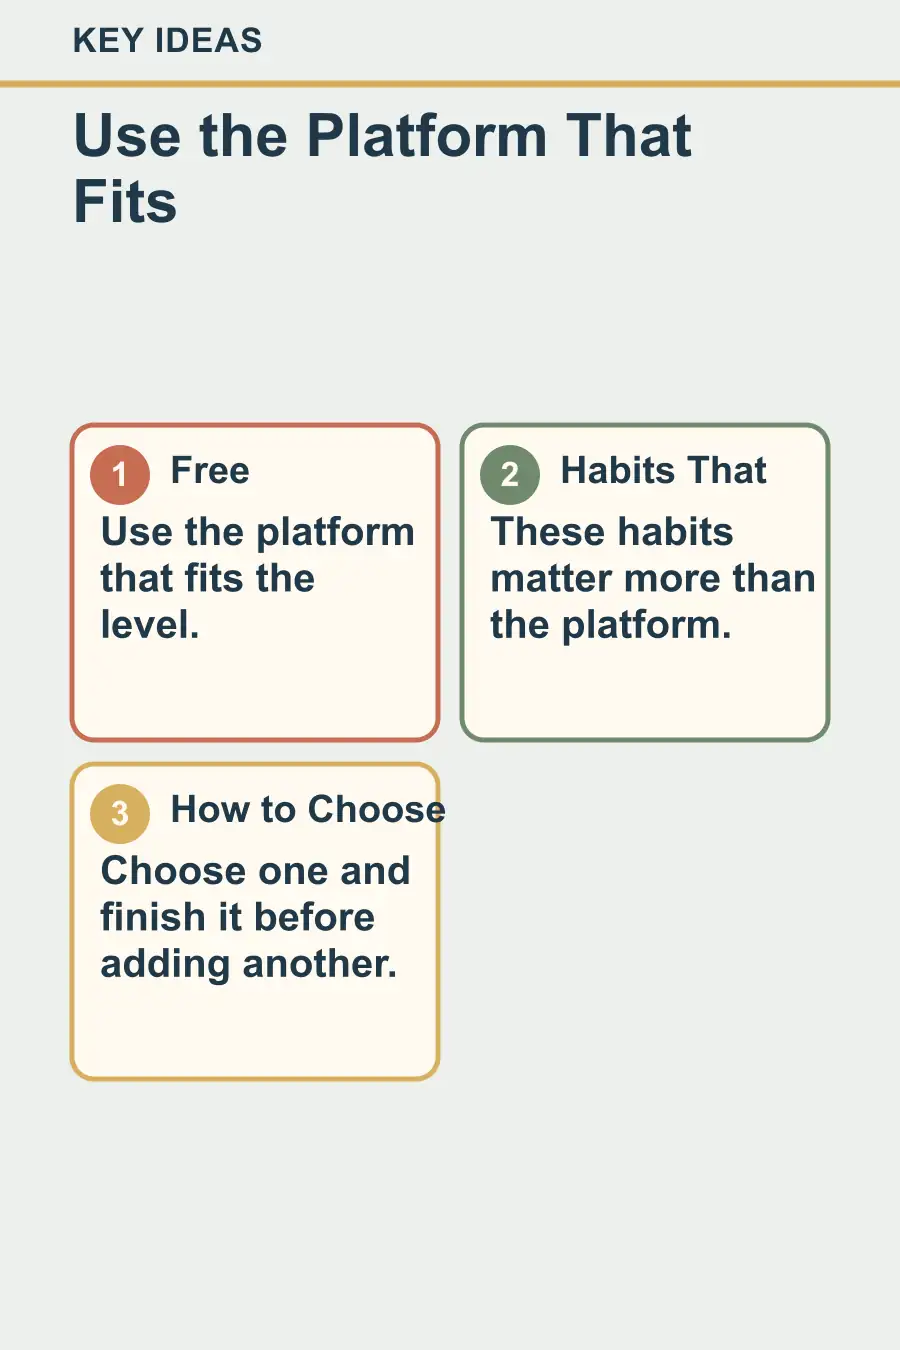 KEY IDEAS
Use the Platform That
Fits
1 Free
Use the platform
that fits the
level.
2 Habits That
These habits
matter more than
the platform.
3 How to Choose
Choose one and
finish it before
adding another.